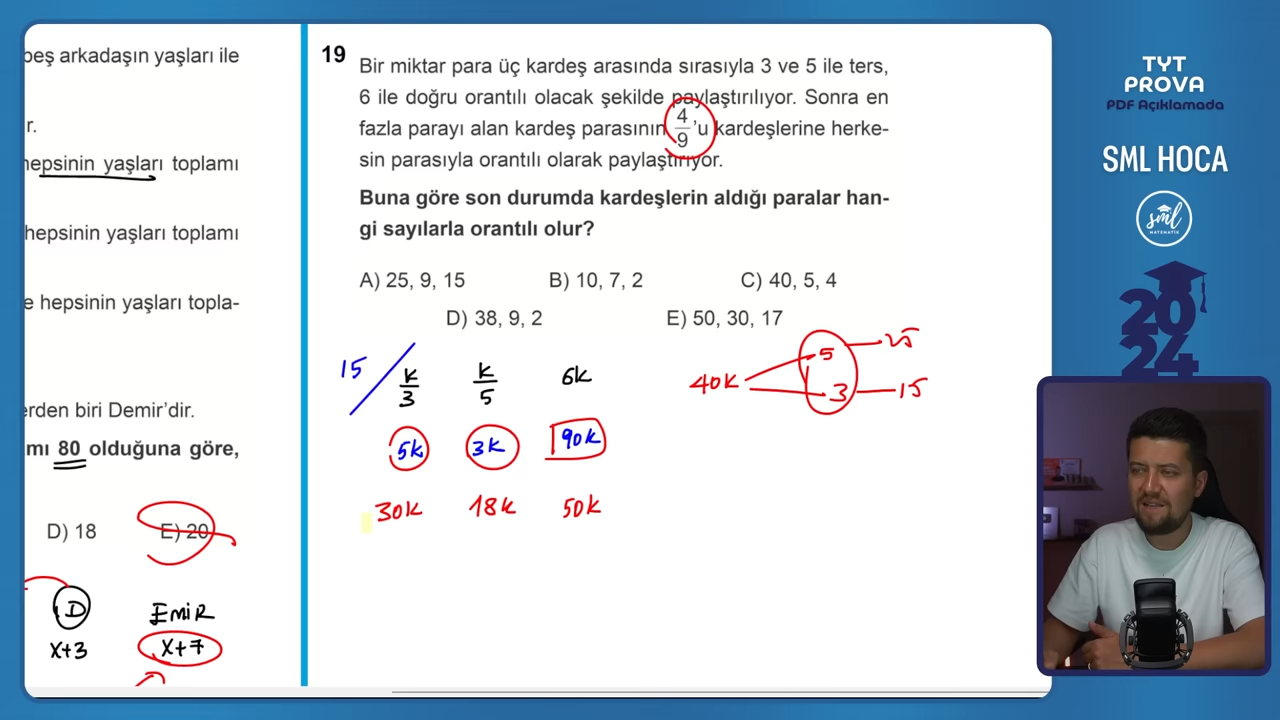 beş arkadaşın yaşları ile
r.
hepsinin yaşları toplamı
hepsinin yaşları toplamı
e hepsinin yaşları topla-
erden biri Demir'dir.
mı 80 olduğuna göre,
D) 18 E) 20
D EMİR
x+3 x+7
19
Bir miktar para üç kardeş arasında sırasıyla 3 ve 5 ile ters,
6 ile doğru orantılı olacak şekilde paylaştırılıyor. Sonra en
fazla parayı alan kardeş parasının 4/9 'u kardeşlerine herke-
sin parasıyla orantılı olarak paylaştırıyor.
Buna göre son durumda kardeşlerin aldığı paralar han-
gi sayılarla orantılı olur?
A) 25, 9, 15 B) 10, 7, 2 C) 40, 5, 4
D) 38, 9, 2 E) 50, 30, 17
15 k/3 k/5 6k
5k 3k 90k
30k 18k 50k
40k 5 25
3 15
TYT
PROVA
PDF Açıklamada
SML HOCA
sml
MATEMATİK
20
24